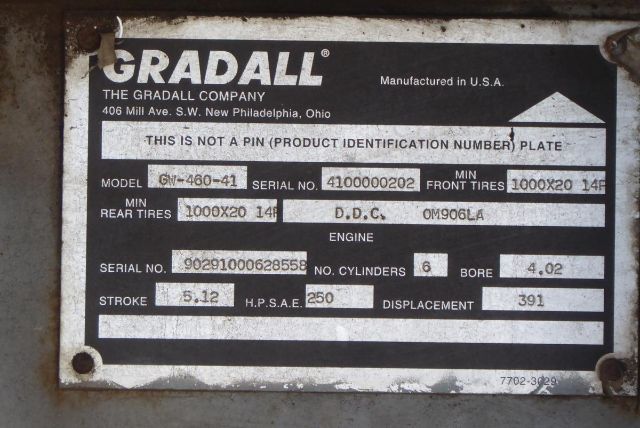 GRADALL®
Manufactured in U.S.A.
THE GRADALL COMPANY
406 Mill Ave. S.W. New Philadelphia, Ohio
THIS IS NOT A PIN (PRODUCT IDENTIFICATION NUMBER) PLATE
MODEL GW-460-41 SERIAL NO. 4100000202 MIN FRONT TIRES 1000X20 14P
MIN REAR TIRES 1000X20 14P D.D.C. OM906LA
ENGINE
SERIAL NO. 90291000628558 NO. CYLINDERS 6 BORE 4.02
STROKE 5.12 H.P.S.A.E. 250 DISPLACEMENT 391
7702-3029